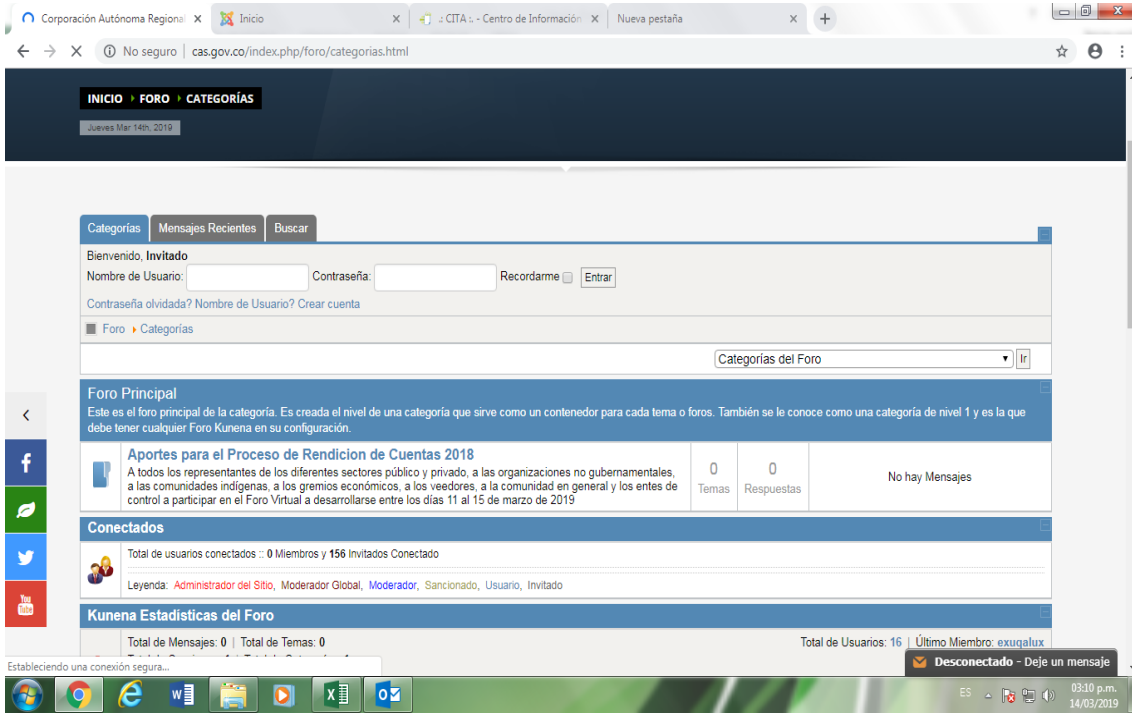 Corporación Autónoma Regional
Inicio
.: CITA :. - Centro de Información
Nueva pestaña
No seguro | cas.gov.co/index.php/foro/categorias.html
INICIO FORO CATEGORÍAS
Jueves Mar 14th, 2019
Categorías Mensajes Recientes Buscar
Bienvenido, Invitado
Nombre de Usuario: Contraseña: Recordarme Entrar
Contraseña olvidada? Nombre de Usuario? Crear cuenta
Foro Categorías
Categorías del Foro Ir
Foro Principal
Este es el foro principal de la categoría. Es creada el nivel de una categoría que sirve como un contenedor para cada tema o foros. También se le conoce como una categoría de nivel 1 y es la que
debe tener cualquier Foro Kunena en su configuración.
Aportes para el Proceso de Rendicion de Cuentas 2018
A todos los representantes de los diferentes sectores público y privado, a las organizaciones no gubernamentales,
a las comunidades indígenas, a los gremios económicos, a los veedores, a la comunidad en general y los entes de
control a participar en el Foro Virtual a desarrollarse entre los días 11 al 15 de marzo de 2019
0 Temas
0 Respuestas
No hay Mensajes
Conectados
Total de usuarios conectados :: 0 Miembros y 156 Invitados Conectado
Leyenda: Administrador del Sitio, Moderador Global, Moderador, Sancionado, Usuario, Invitado
Kunena Estadisticas del Foro
Total de Mensajes: 0 | Total de Temas: 0
Total de Usuarios: 16 | Último Miembro: exuqalux
You Tube
Estableciendo una conexión segura...
Desconectado - Deje un mensaje
ES
03:10 p.m.
14/03/2019